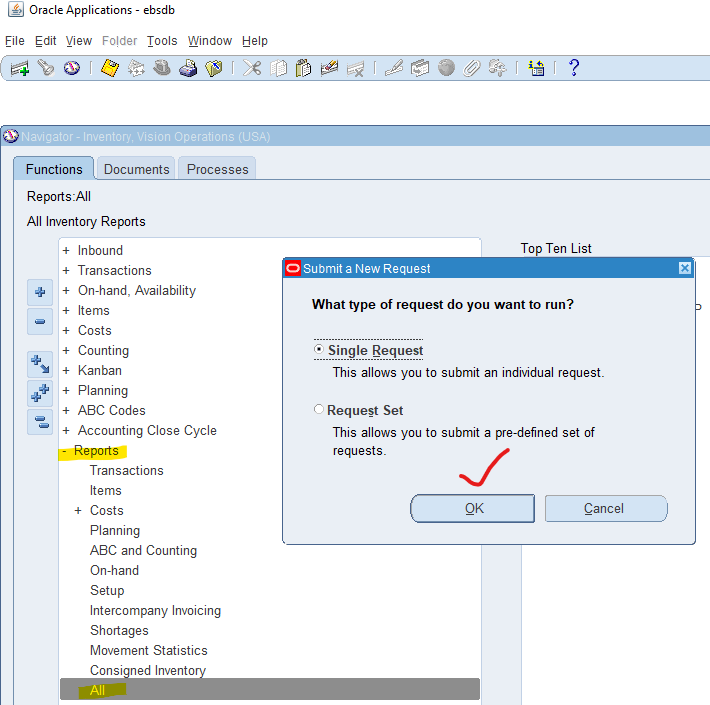 Oracle Applications - ebsdb
File Edit View Folder Tools Window Help
Navigator - Inventory, Vision Operations (USA)
Functions Documents Processes
Reports:All
All Inventory Reports
Top Ten List
+ Inbound
+ Transactions
+ On-hand, Availability
+ Items
+ Costs
+ Counting
+ Kanban
+ Planning
+ ABC Codes
+ Accounting Close Cycle
- Reports
Transactions
Items
+ Costs
Planning
ABC and Counting
On-hand
Setup
Intercompany Invoicing
Shortages
Movement Statistics
Consigned Inventory
All
Submit a New Request
What type of request do you want to run?
Single Request
This allows you to submit an individual request.
Request Set
This allows you to submit a pre-defined set of
requests.
OK Cancel